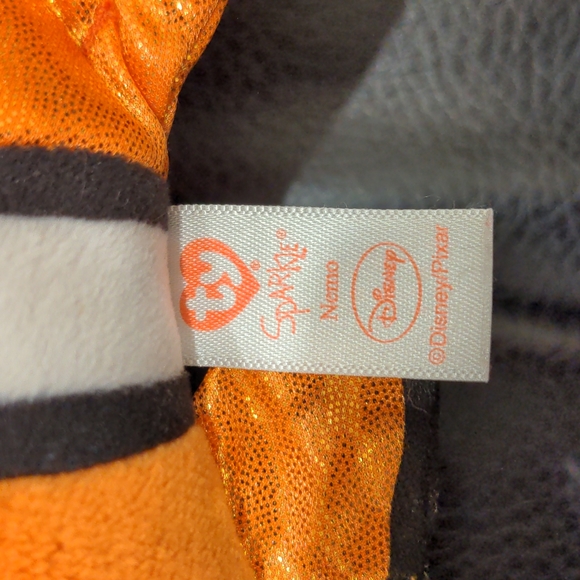 ty®
SPARKLE®
Nemo
Disney
©Disney/Pixar